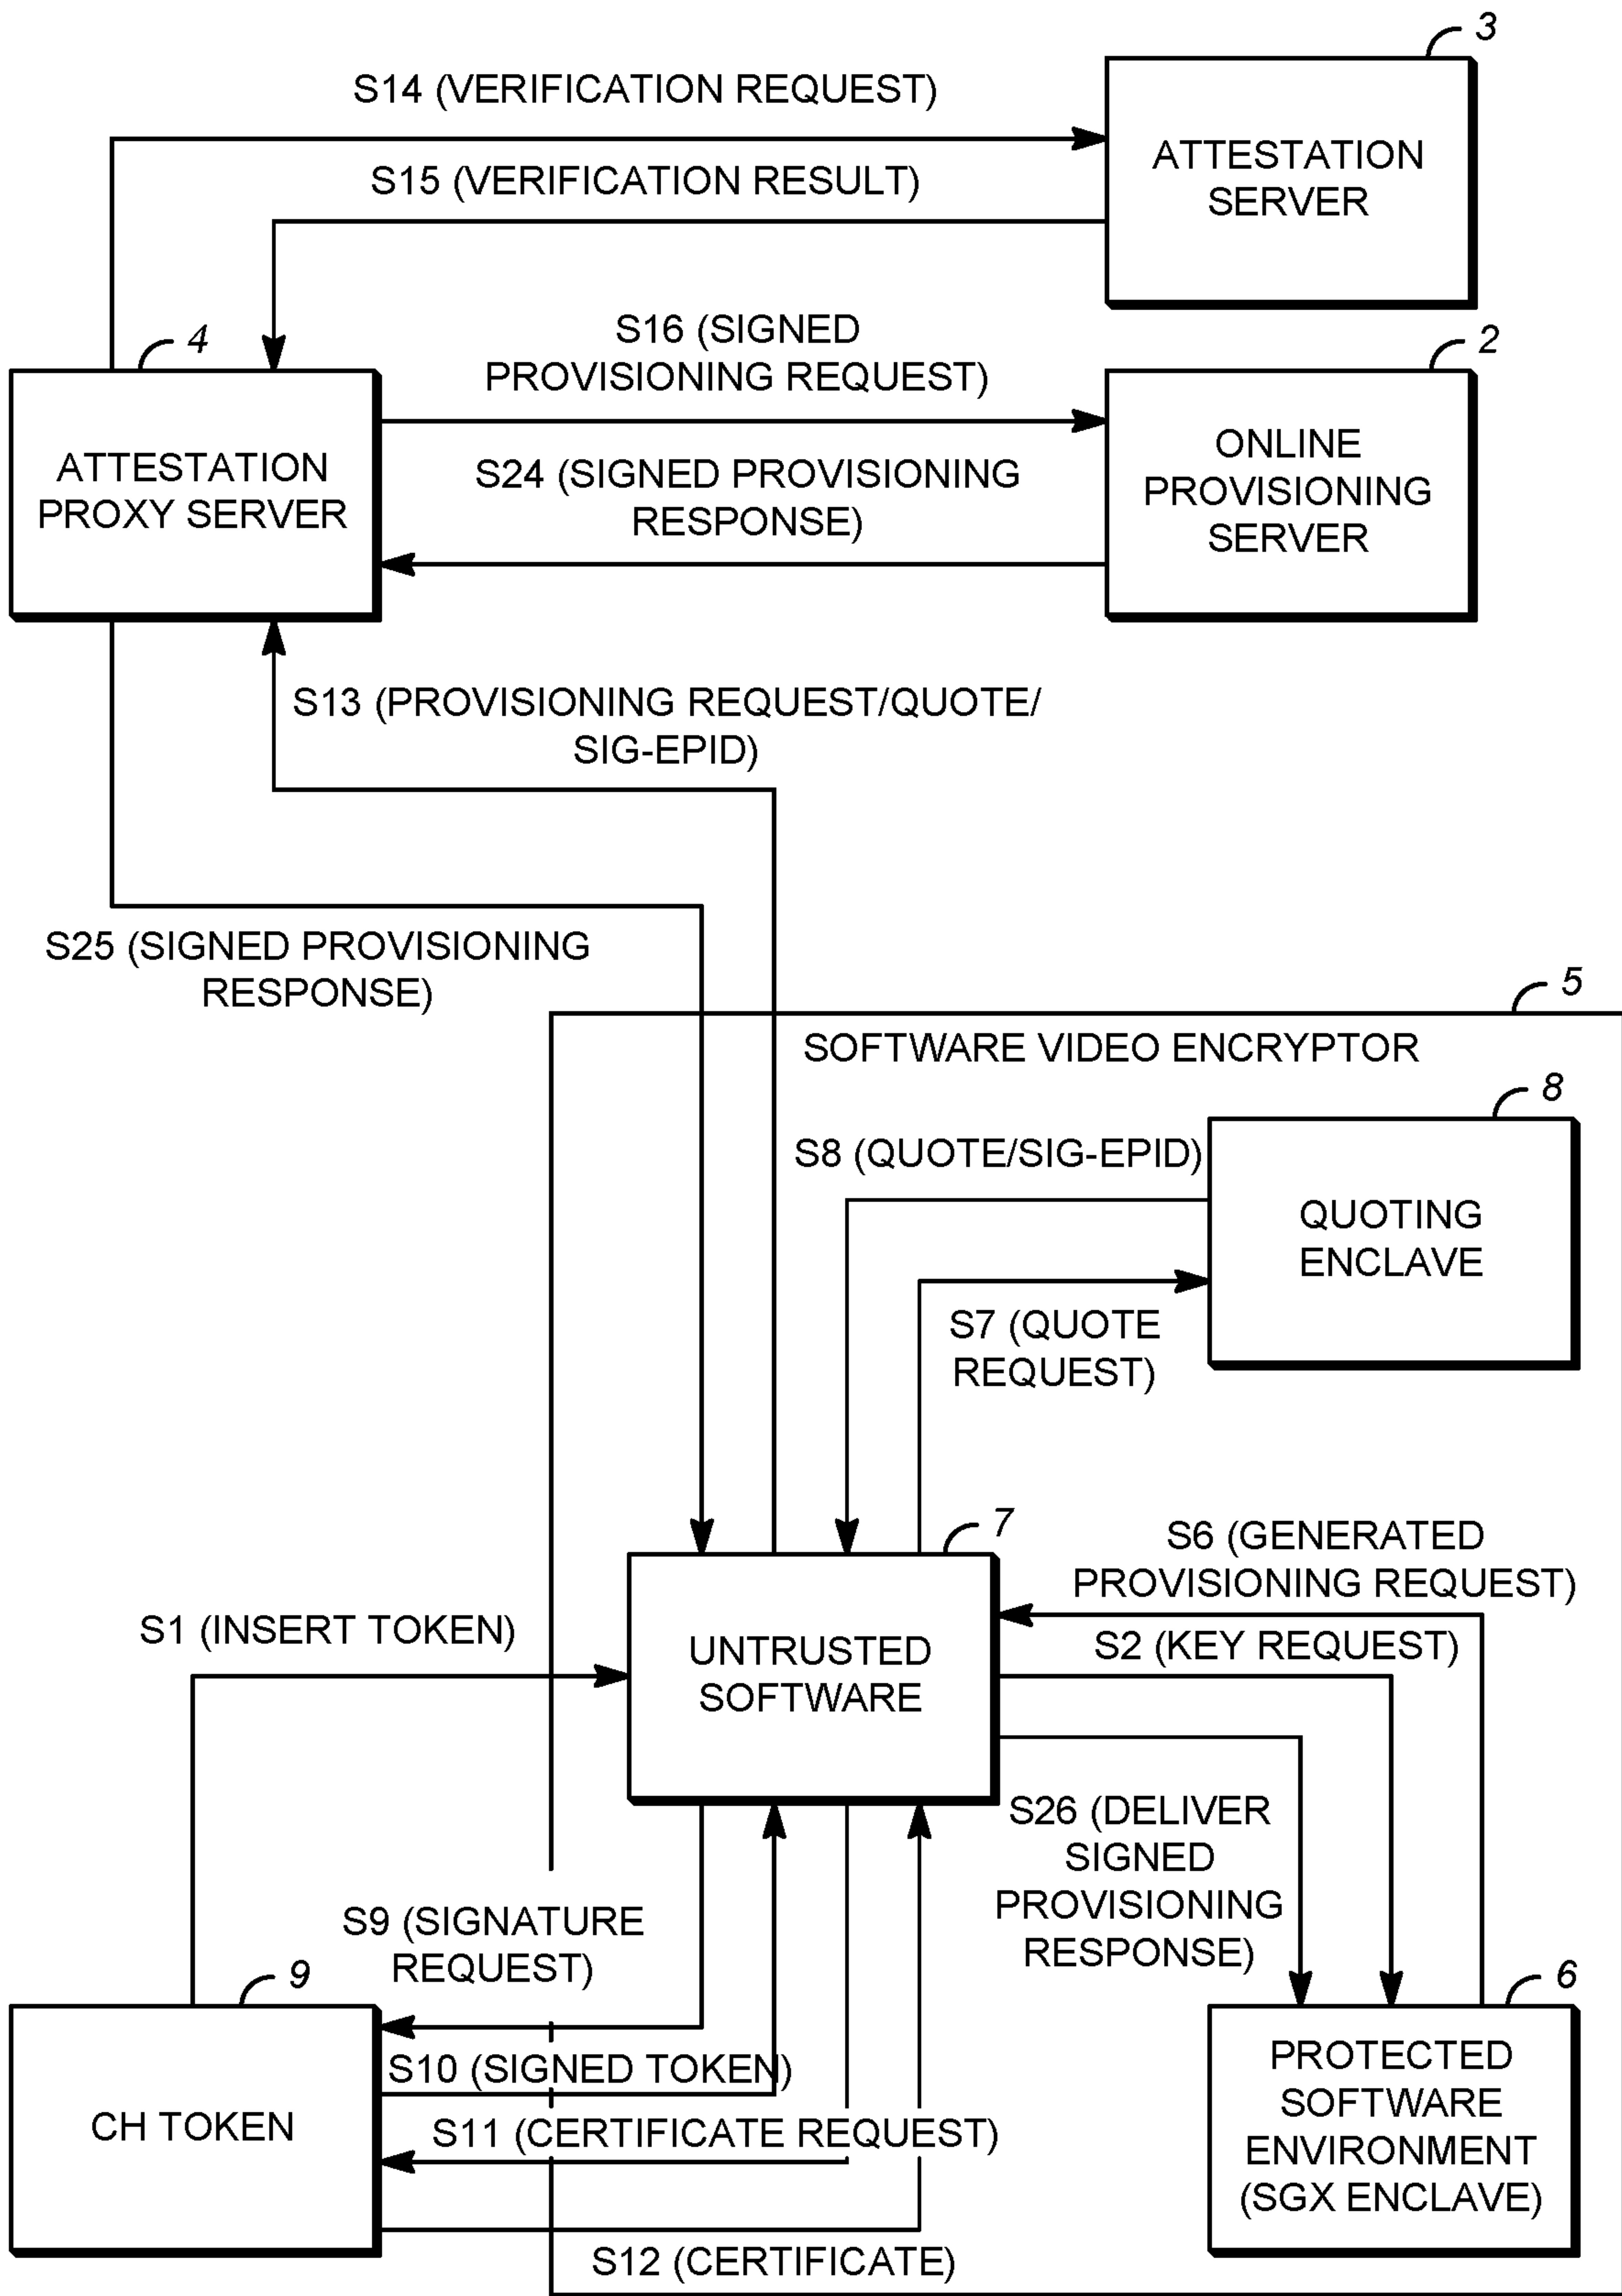 3
S14 (VERIFICATION REQUEST)
ATTESTATION
SERVER
S15 (VERIFICATION RESULT)
4
S16 (SIGNED
PROVISIONING REQUEST)
2
ATTESTATION
PROXY SERVER
S24 (SIGNED PROVISIONING
RESPONSE)
ONLINE
PROVISIONING
SERVER
S13 (PROVISIONING REQUEST/QUOTE/
SIG-EPID)
S25 (SIGNED PROVISIONING
RESPONSE)
5
SOFTWARE VIDEO ENCRYPTOR
8
S8 (QUOTE/SIG-EPID)
QUOTING
ENCLAVE
S7 (QUOTE
REQUEST)
7
S6 (GENERATED
PROVISIONING REQUEST)
S1 (INSERT TOKEN)
UNTRUSTED
SOFTWARE
S2 (KEY REQUEST)
S26 (DELIVER
SIGNED
PROVISIONING
RESPONSE)
S9 (SIGNATURE
REQUEST)
9
6
CH TOKEN
S10 (SIGNED TOKEN)
S11 (CERTIFICATE REQUEST)
S12 (CERTIFICATE)
PROTECTED
SOFTWARE
ENVIRONMENT
(SGX ENCLAVE)